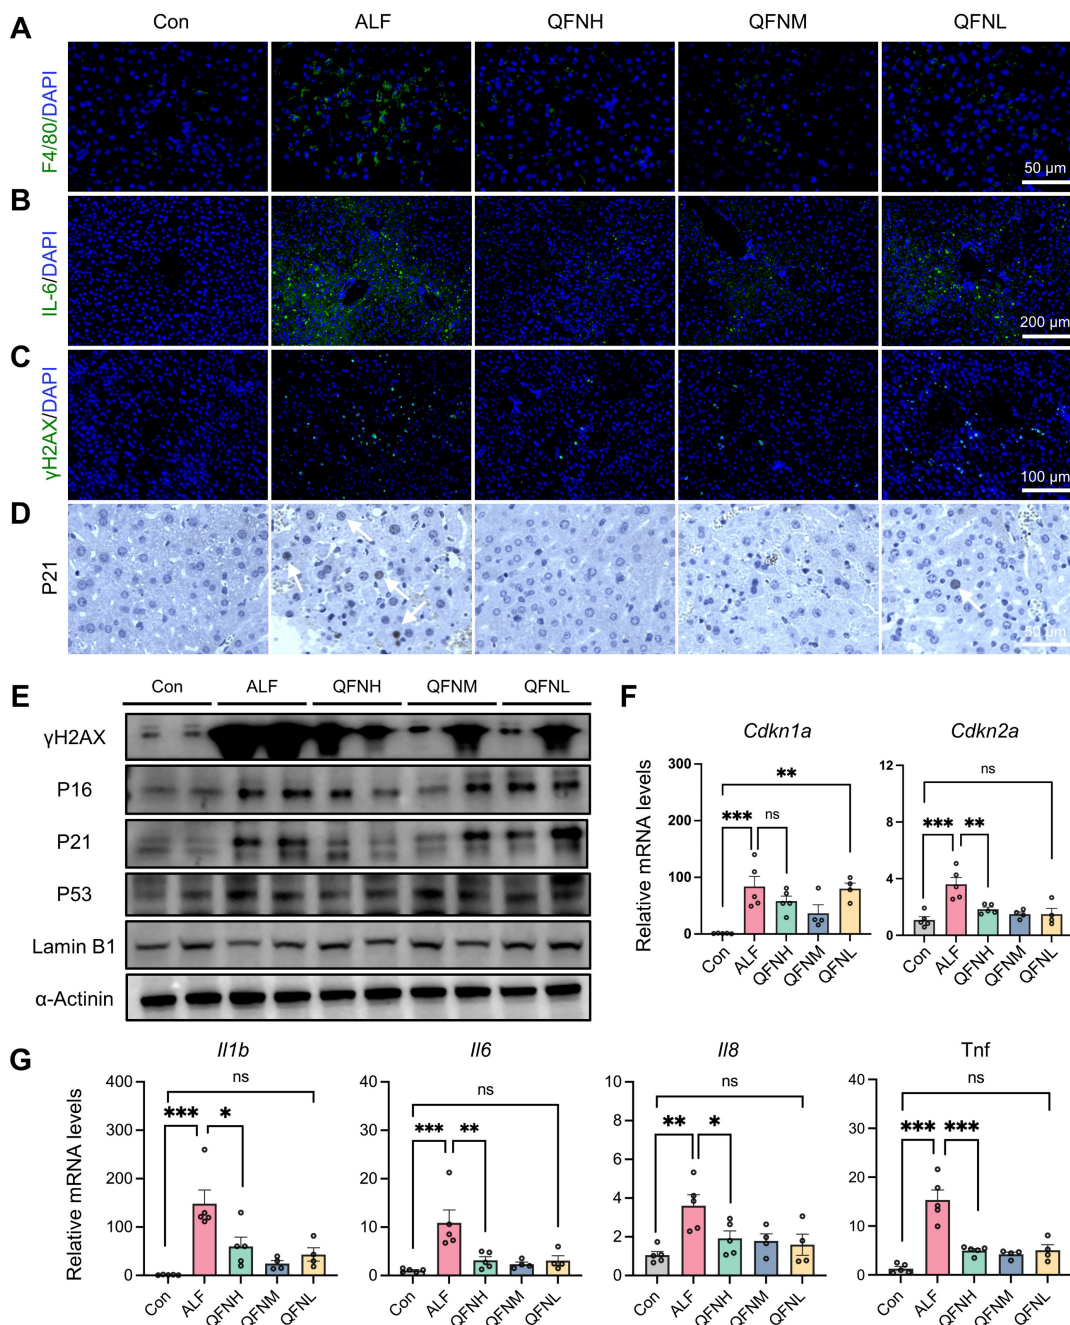 Con ALF QFNH QFNM QFNL
A
F4/80/DAPI
50 µm
B
IL-6/DAPI
200 µm
C
γH2AX/DAPI
100 µm
D
P21
50 µm
E
Con ALF QFNH QFNM QFNL
γH2AX
P16
P21
P53
Lamin B1
α-Actinin
F
Cdkn1a
Relative mRNA levels
300
200
100
0
**
***
ns
Con ALF QFNH QFNM QFNL
Cdkn2a
12
8
4
0
ns
*** **
Con ALF QFNH QFNM QFNL
G
Il1b
Relative mRNA levels
400
300
200
100
0
ns
*** *
Con ALF QFNH QFNM QFNL
Il6
40
30
20
10
0
ns
*** **
Con ALF QFNH QFNM QFNL
Il8
10
8
6
4
2
0
ns
** *
Con ALF QFNH QFNM QFNL
Tnf
40
30
20
10
0
ns
*** ***
Con ALF QFNH QFNM QFNL